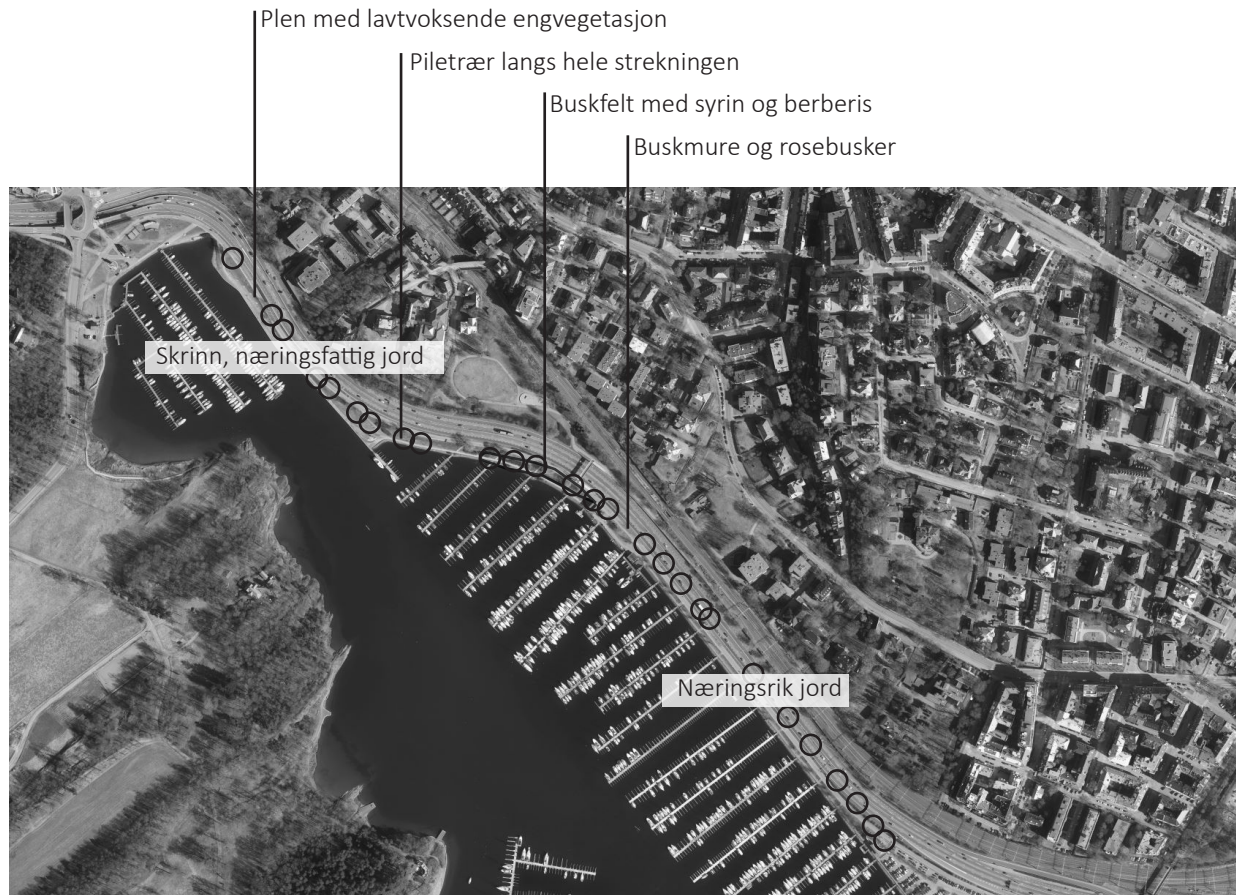 Plen med lavtvoksende engvegetasjon
Piletrær langs hele strekningen
Buskfelt med syrin og berberis
Buskmure og rosebusker
Skrinn, næringsfattig jord
Næringsrik jord